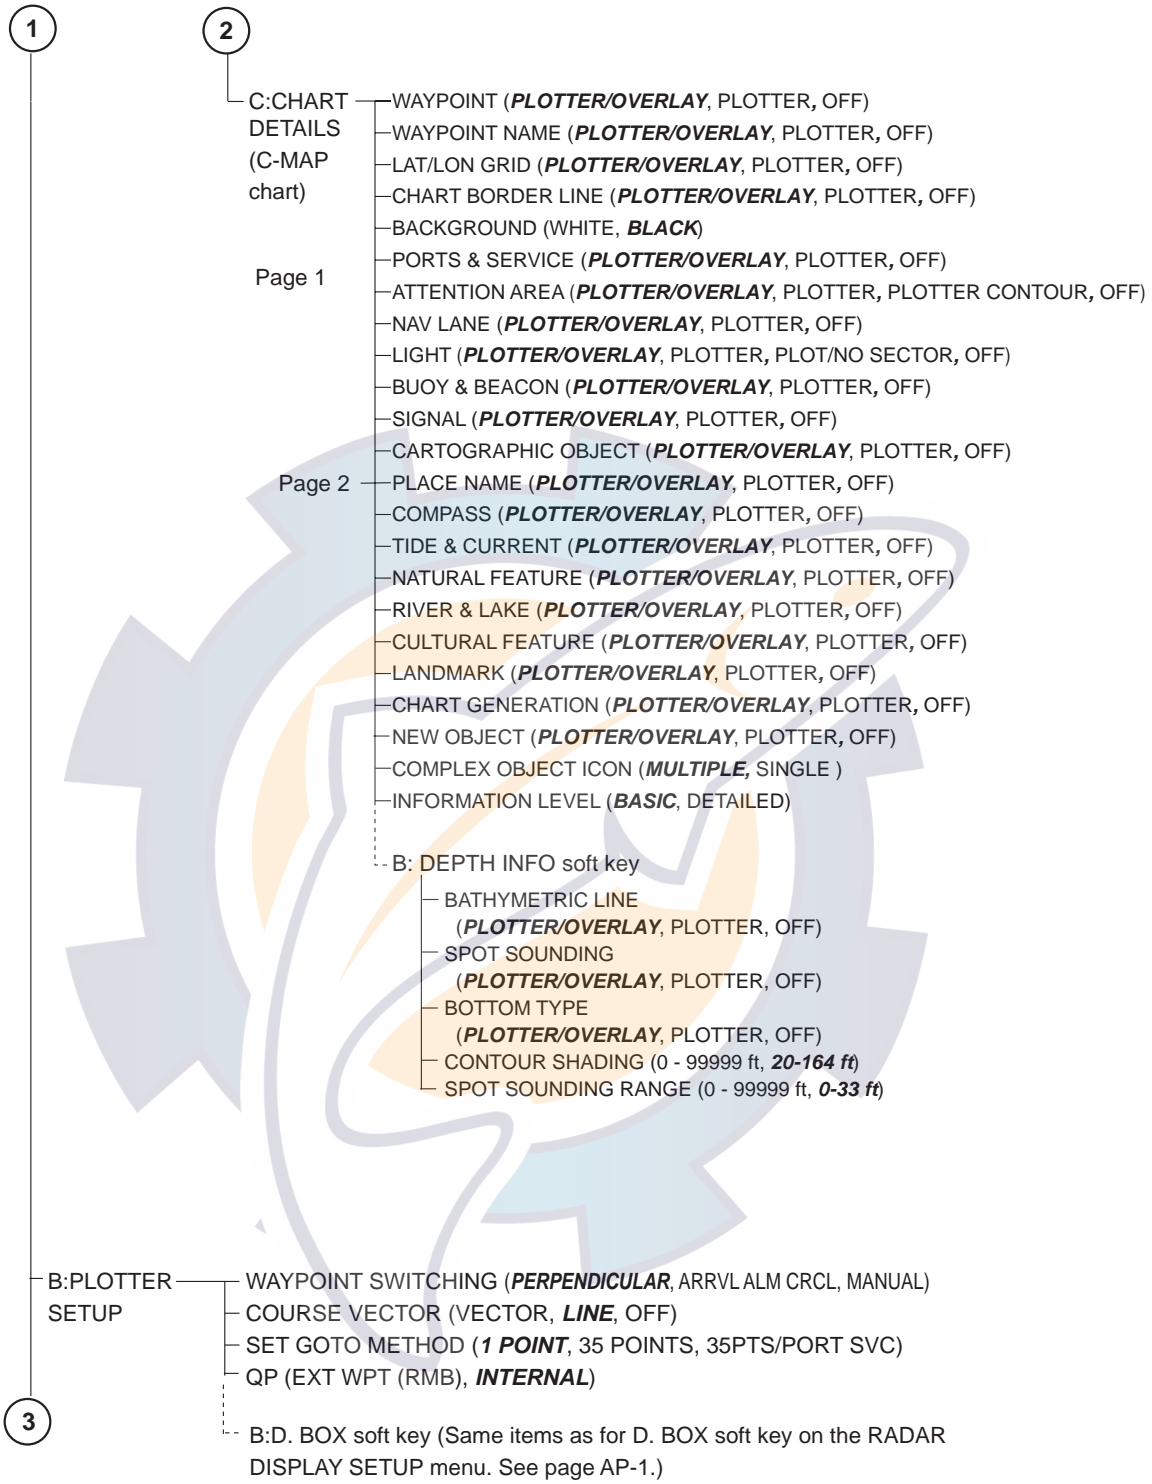 1
2
C:CHART
DETAILS
(C-MAP
chart)
WAYPOINT (PLOTTER/OVERLAY, PLOTTER, OFF)
WAYPOINT NAME (PLOTTER/OVERLAY, PLOTTER, OFF)
LAT/LON GRID (PLOTTER/OVERLAY, PLOTTER, OFF)
CHART BORDER LINE (PLOTTER/OVERLAY, PLOTTER, OFF)
BACKGROUND (WHITE, BLACK)
Page 1
PORTS & SERVICE (PLOTTER/OVERLAY, PLOTTER, OFF)
ATTENTION AREA (PLOTTER/OVERLAY, PLOTTER, PLOTTER CONTOUR, OFF)
NAV LANE (PLOTTER/OVERLAY, PLOTTER, OFF)
LIGHT (PLOTTER/OVERLAY, PLOTTER, PLOT/NO SECTOR, OFF)
BUOY & BEACON (PLOTTER/OVERLAY, PLOTTER, OFF)
SIGNAL (PLOTTER/OVERLAY, PLOTTER, OFF)
CARTOGRAPHIC OBJECT (PLOTTER/OVERLAY, PLOTTER, OFF)
Page 2
PLACE NAME (PLOTTER/OVERLAY, PLOTTER, OFF)
COMPASS (PLOTTER/OVERLAY, PLOTTER, OFF)
TIDE & CURRENT (PLOTTER/OVERLAY, PLOTTER, OFF)
NATURAL FEATURE (PLOTTER/OVERLAY, PLOTTER, OFF)
RIVER & LAKE (PLOTTER/OVERLAY, PLOTTER, OFF)
CULTURAL FEATURE (PLOTTER/OVERLAY, PLOTTER, OFF)
LANDMARK (PLOTTER/OVERLAY, PLOTTER, OFF)
CHART GENERATION (PLOTTER/OVERLAY, PLOTTER, OFF)
NEW OBJECT (PLOTTER/OVERLAY, PLOTTER, OFF)
COMPLEX OBJECT ICON (MULTIPLE, SINGLE )
INFORMATION LEVEL (BASIC, DETAILED)
B: DEPTH INFO soft key
BATHYMETRIC LINE
(PLOTTER/OVERLAY, PLOTTER, OFF)
SPOT SOUNDING
(PLOTTER/OVERLAY, PLOTTER, OFF)
BOTTOM TYPE
(PLOTTER/OVERLAY, PLOTTER, OFF)
CONTOUR SHADING (0 - 99999 ft, 20-164 ft)
SPOT SOUNDING RANGE (0 - 99999 ft, 0-33 ft)
B:PLOTTER
SETUP
WAYPOINT SWITCHING (PERPENDICULAR, ARRVL ALM CRCL, MANUAL)
COURSE VECTOR (VECTOR, LINE, OFF)
SET GOTO METHOD (1 POINT, 35 POINTS, 35PTS/PORT SVC)
QP (EXT WPT (RMB), INTERNAL)
3
B:D. BOX soft key (Same items as for D. BOX soft key on the RADAR
DISPLAY SETUP menu. See page AP-1.)